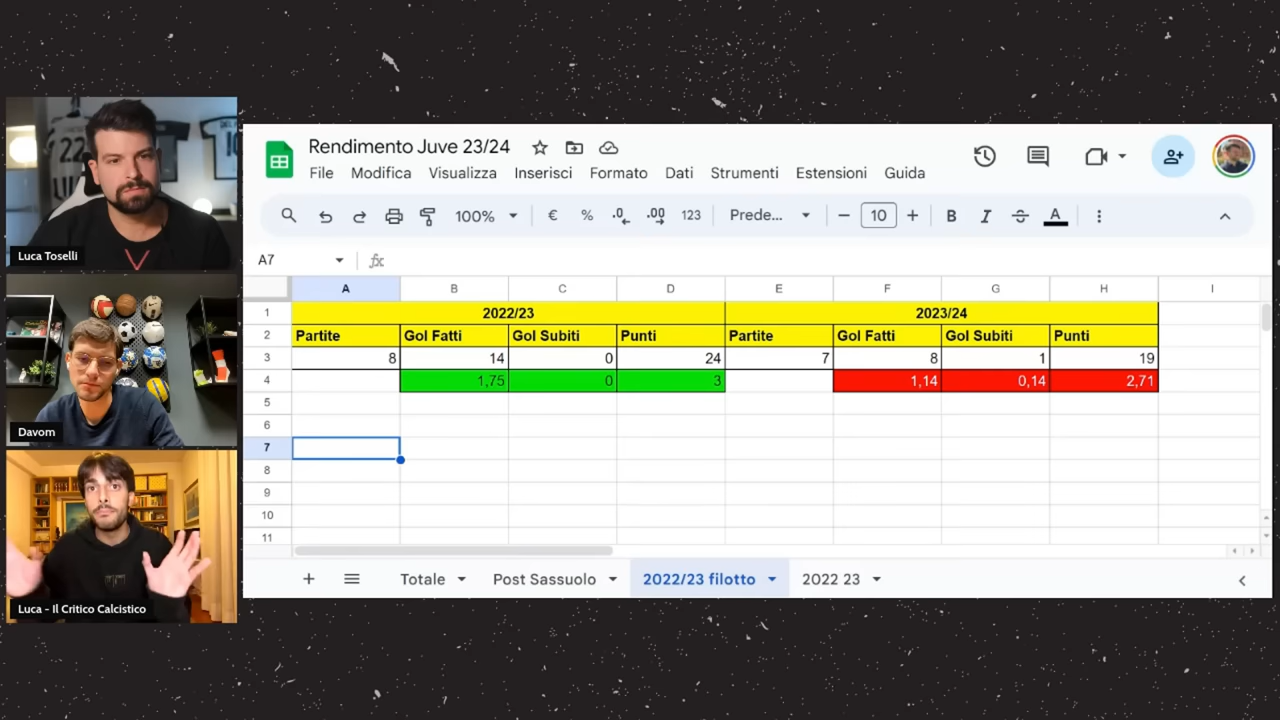 Luca Toselli
Davom
Luca - Il Critico Calcistico
Rendimento Juve 23/24
File Modifica Visualizza Inserisci Formato Dati Strumenti Estensioni Guida
100% € % .0 .00 123 Prede... 10 B I S A
A7 fx
A B C D E F G H I
1 2022/23 2023/24
2 Partite Gol Fatti Gol Subiti Punti Partite Gol Fatti Gol Subiti Punti
3 8 14 0 24 7 8 1 19
4 1,75 0 3 1,14 0,14 2,71
5
6
7
8
9
10
11
Totale Post Sassuolo 2022/23 filotto 2022 23